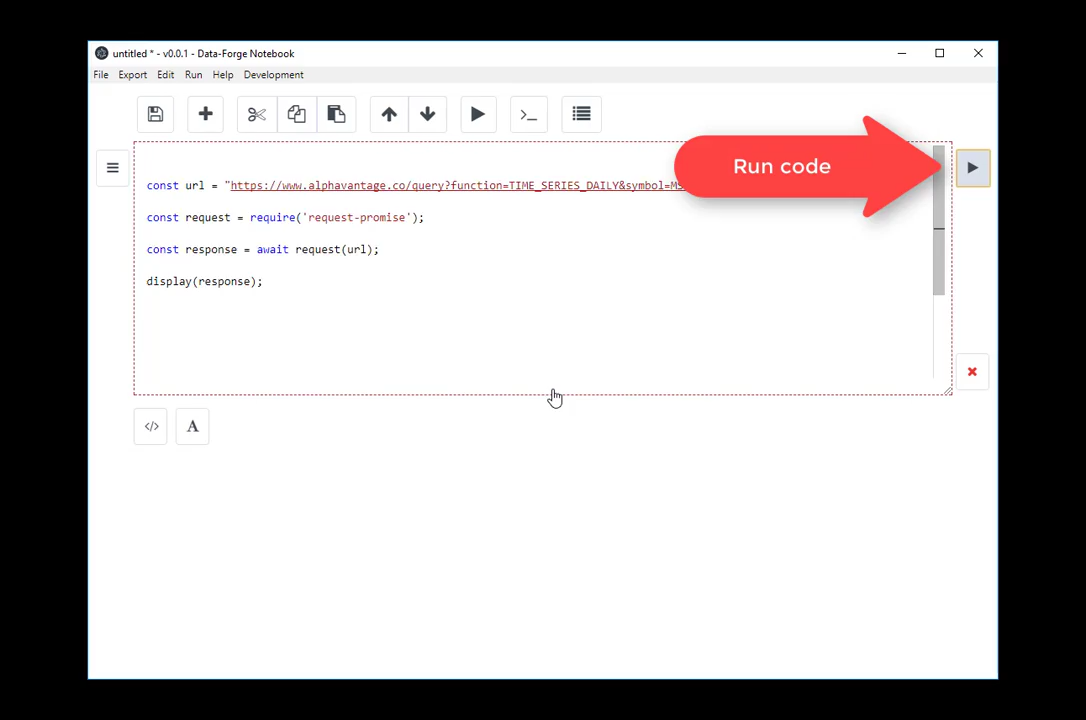 untitled * - v0.0.1 - Data-Forge Notebook
File Export Edit Run Help Development
Run code
const url = "https://www.alphavantage.co/query?function=TIME_SERIES_DAILY&symbol=MS
const request = require('request-promise');
const response = await request(url);
display(response);
A